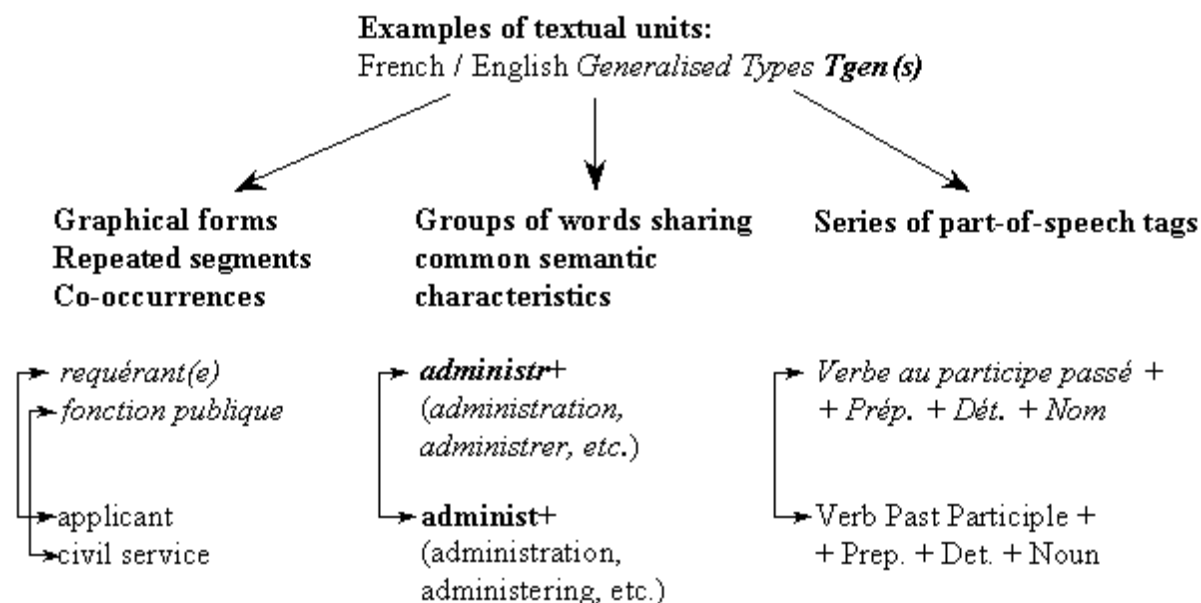 Examples of textual units:
French / English Generalised Types Tgen(s)
Graphical forms
Repeated segments
Co-occurrences
Groups of words sharing
common semantic
characteristics
Series of part-of-speech tags
requérant(e)
fonction publique
applicant
civil service
administr+
(administration,
administrer, etc.)
administ+
(administration,
administering, etc.)
Verbe au participe passé +
+ Prép. + Dét. + Nom
Verb Past Participle +
+ Prep. + Det. + Noun